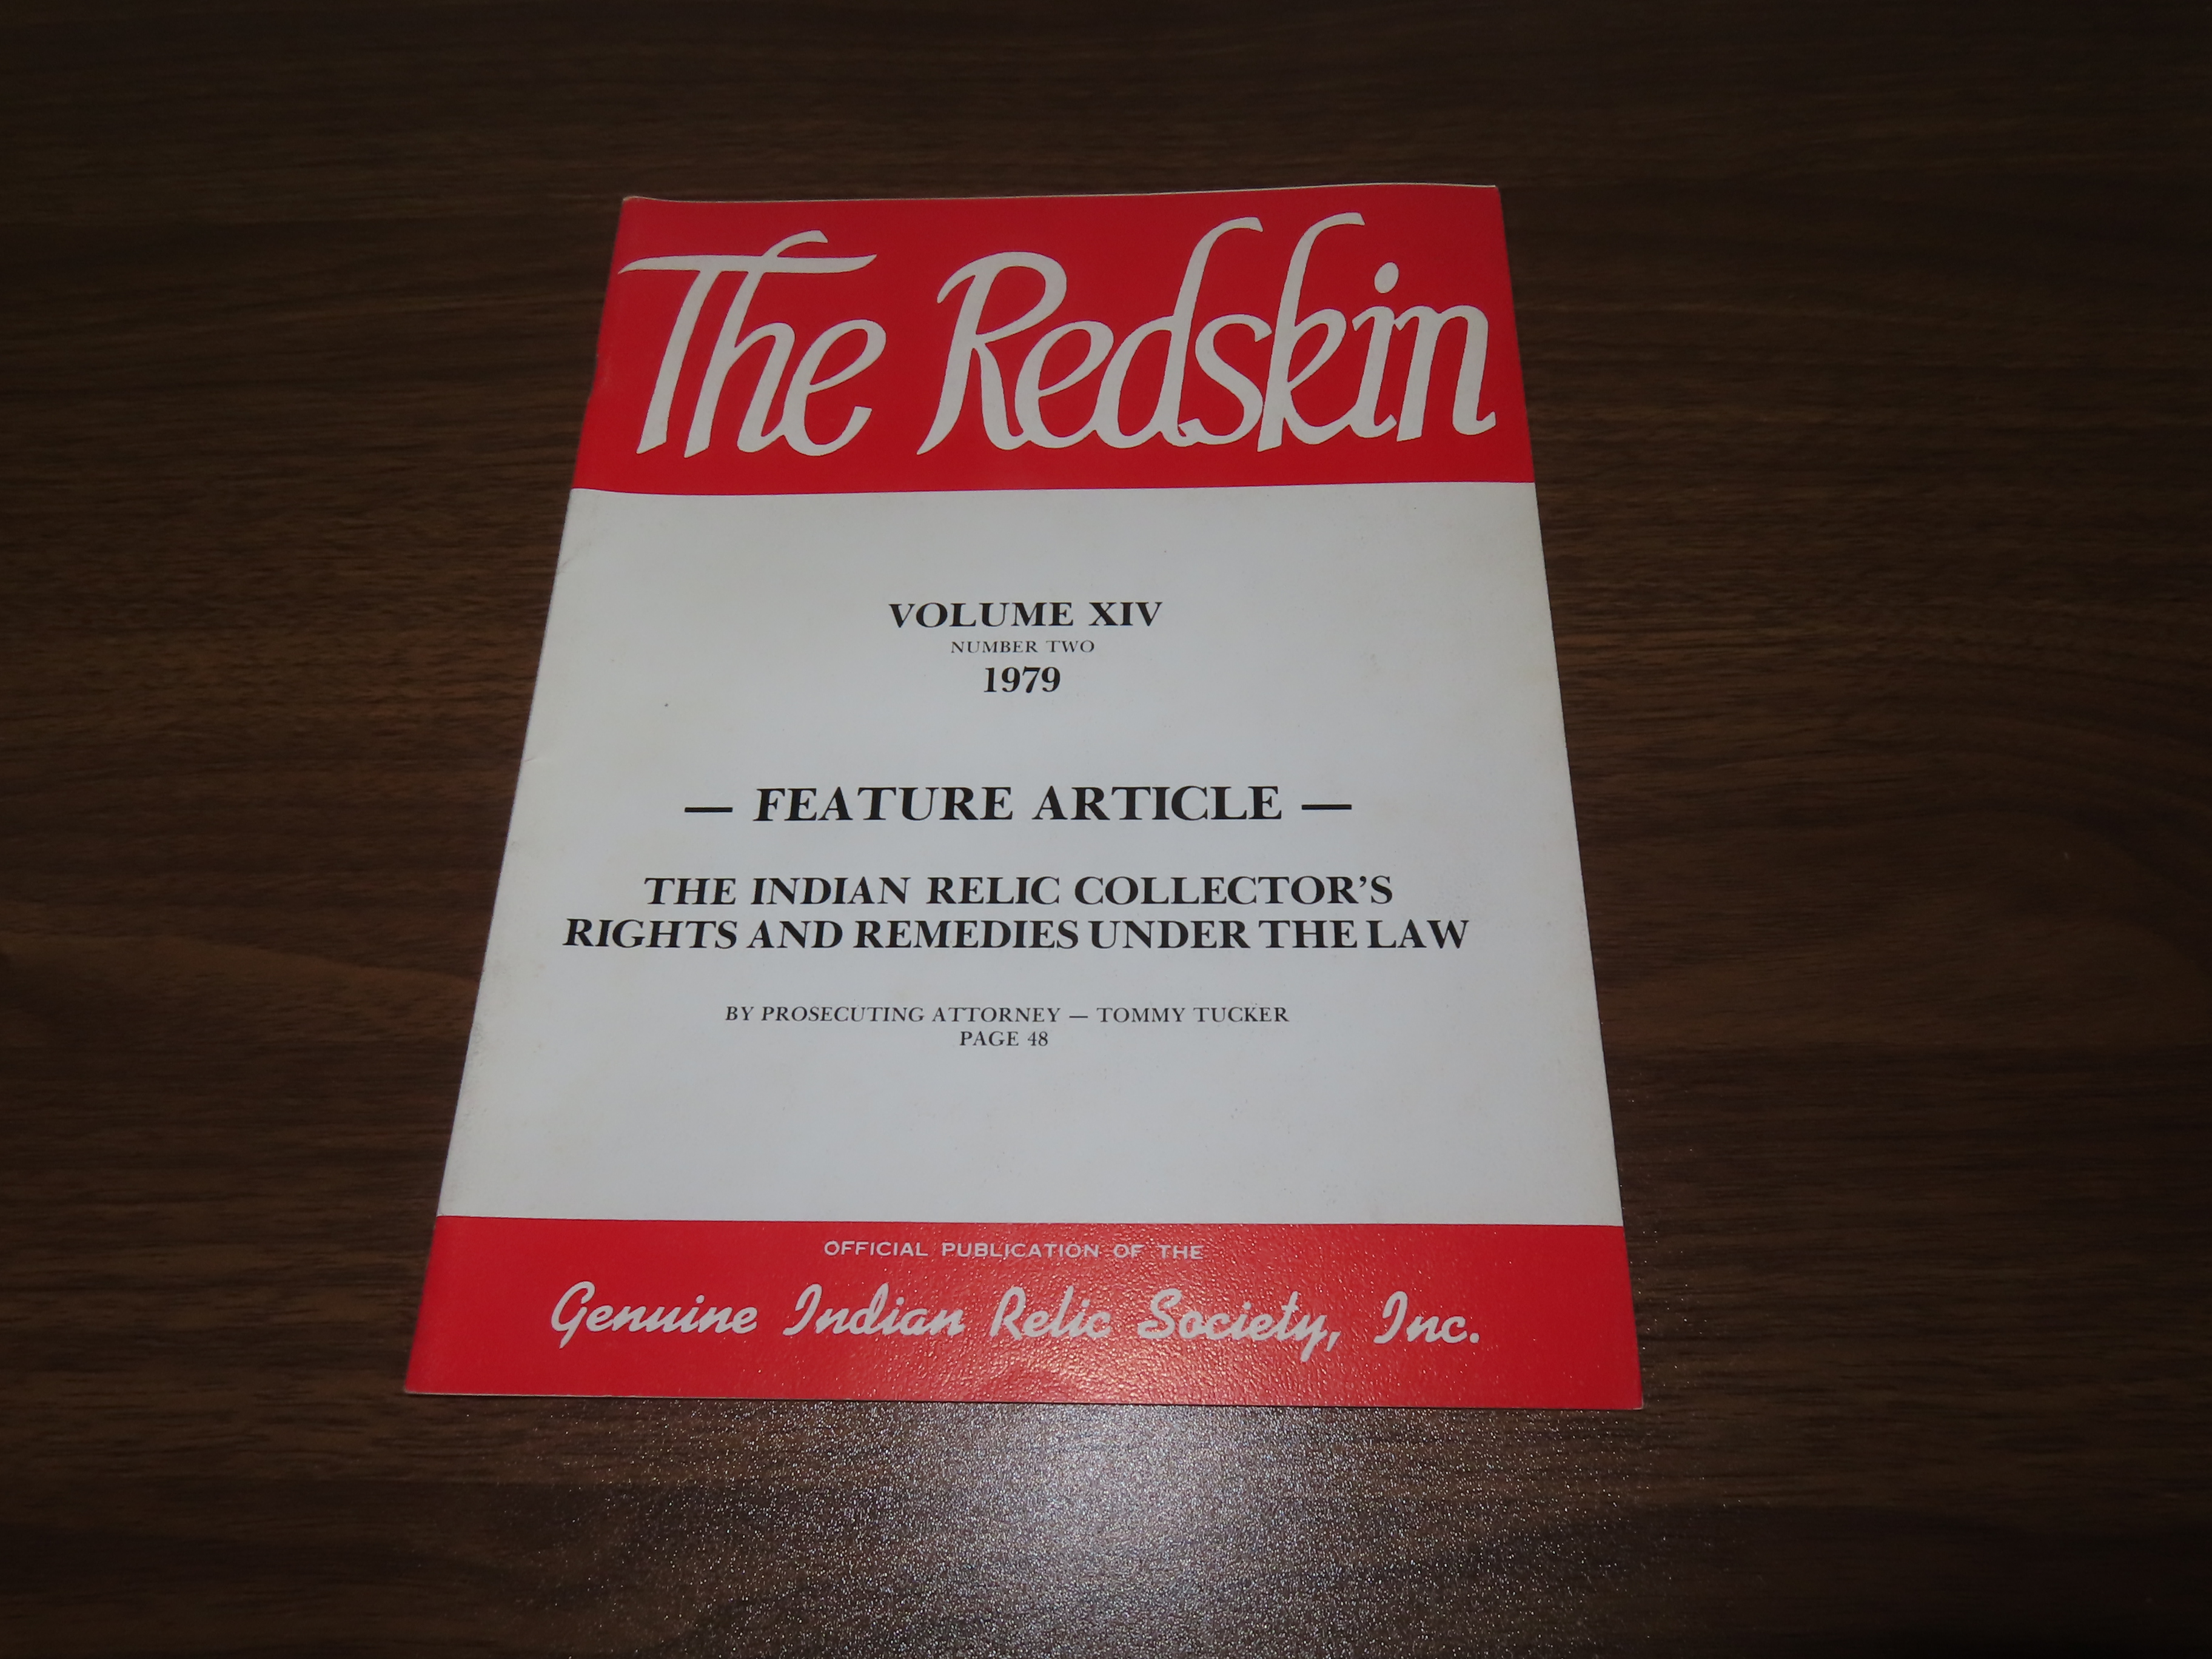 The Redskin
VOLUME XIV
NUMBER TWO
1979
— FEATURE ARTICLE —
THE INDIAN RELIC COLLECTOR'S
RIGHTS AND REMEDIES UNDER THE LAW
BY PROSECUTING ATTORNEY — TOMMY TUCKER
PAGE 48
OFFICIAL PUBLICATION OF THE
Genuine Indian Relic Society, Inc.